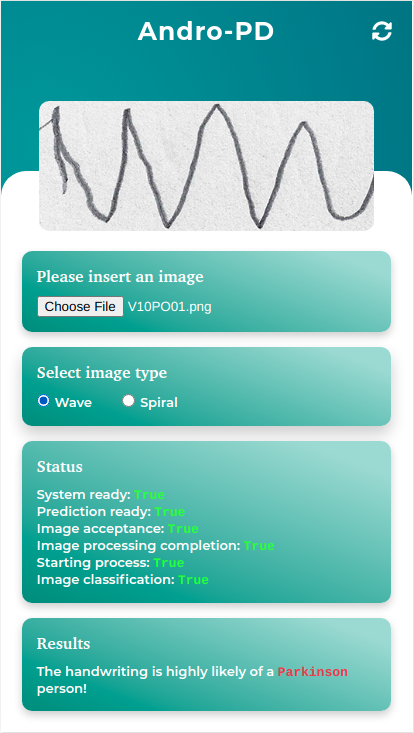 Andro-PD
Please insert an image
Choose File V10PO01.png
Select image type
Wave Spiral
Status
System ready: True
Prediction ready: True
Image acceptance: True
Image processing completion: True
Starting process: True
Image classification: True
Results
The handwriting is highly likely of a Parkinson
person!